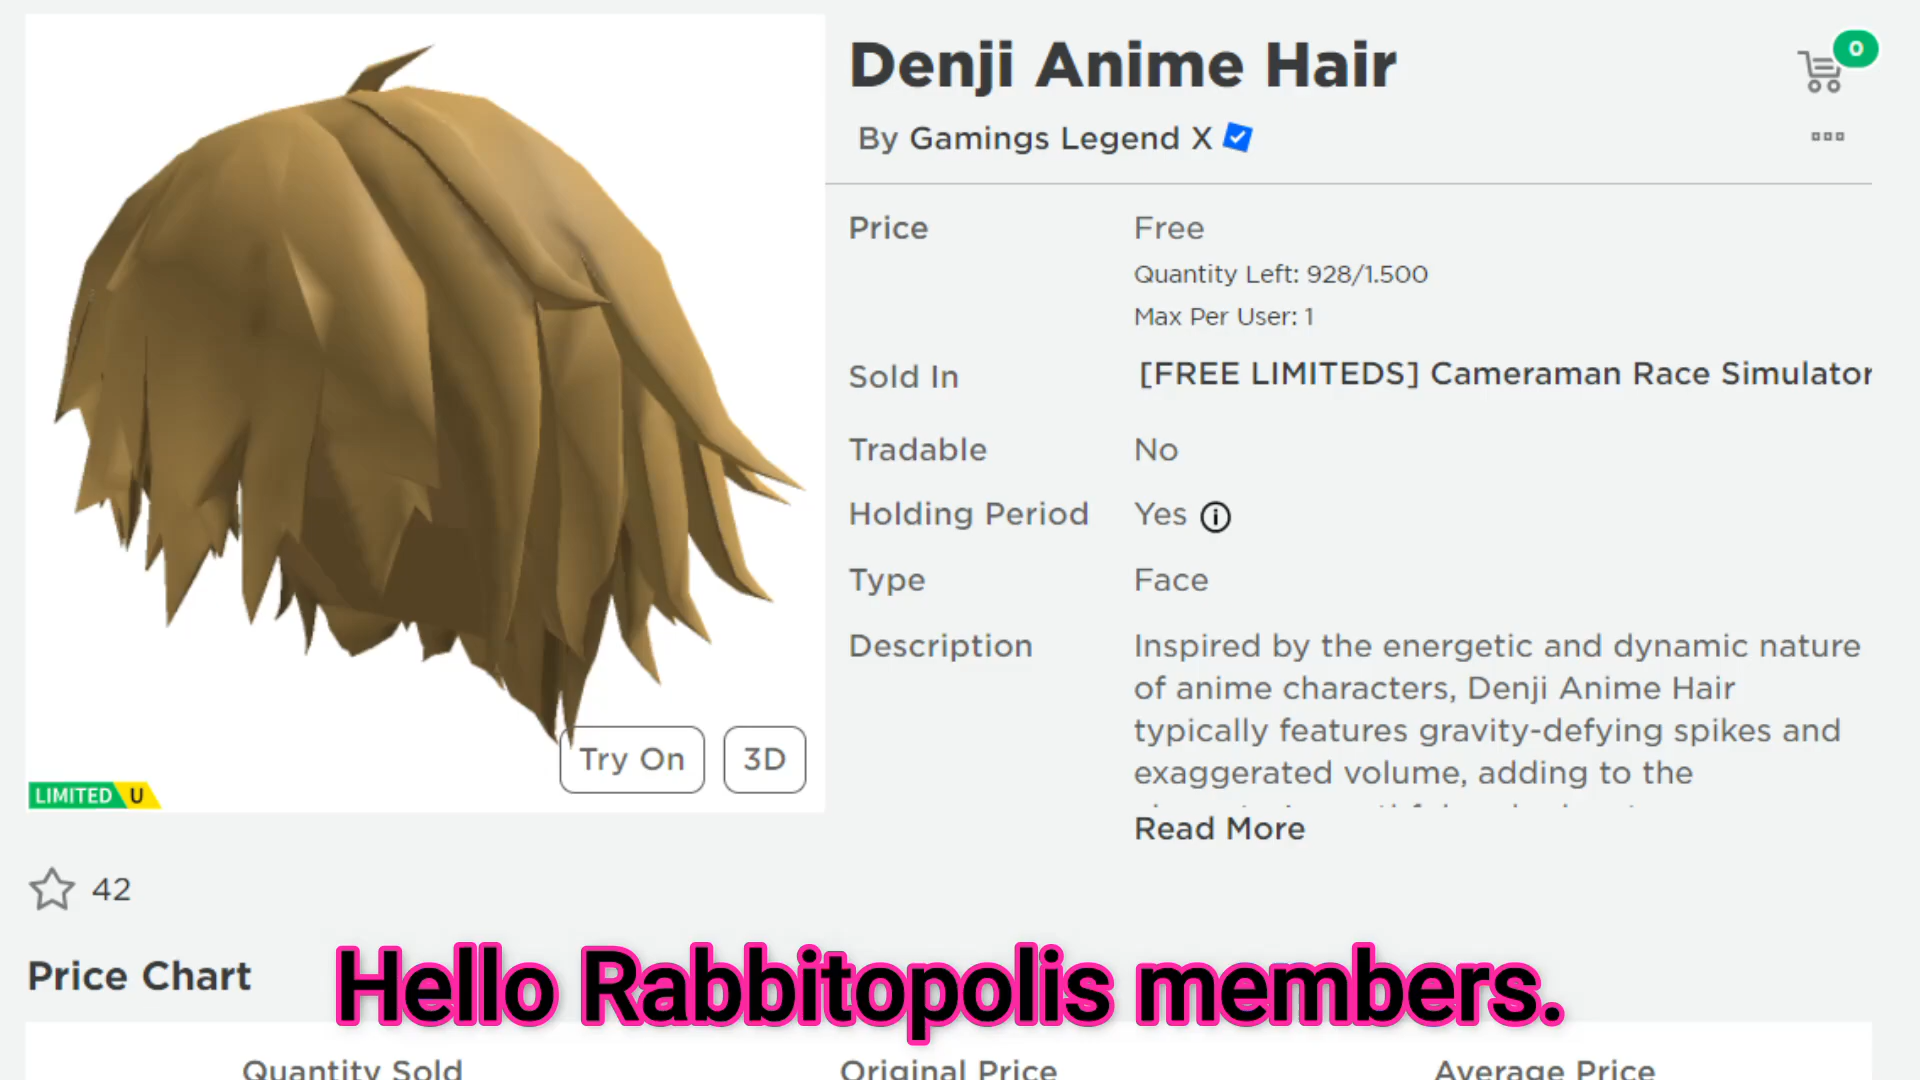 Denji Anime Hair
0
By Gamings Legend X
Price
Free
Quantity Left: 928/1.500
Max Per User: 1
Sold In
[FREE LIMITEDS] Cameraman Race Simulator
Tradable
No
Holding Period
Yes
Type
Face
Description
Inspired by the energetic and dynamic nature
of anime characters, Denji Anime Hair
typically features gravity-defying spikes and
exaggerated volume, adding to the
Read More
Try On
3D
LIMITED U
42
Price Chart
Hello Rabbitopolis members.
Quantity Sold
Original Price
Average Price